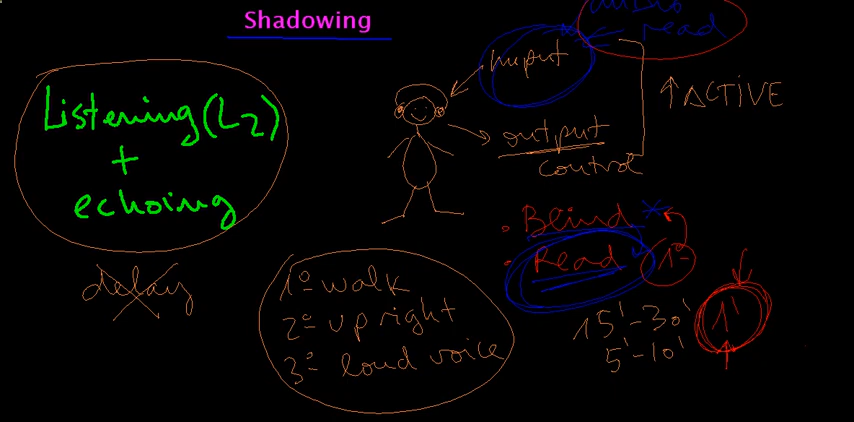 Shadowing
audio
read
Listening (L2)
+
echoing
input
output
control
↑ ACTIVE
delay
• Blind *
• Read 1º
1º walk
2º upright
3º loud voice
15'-30'
5'-10'
1'